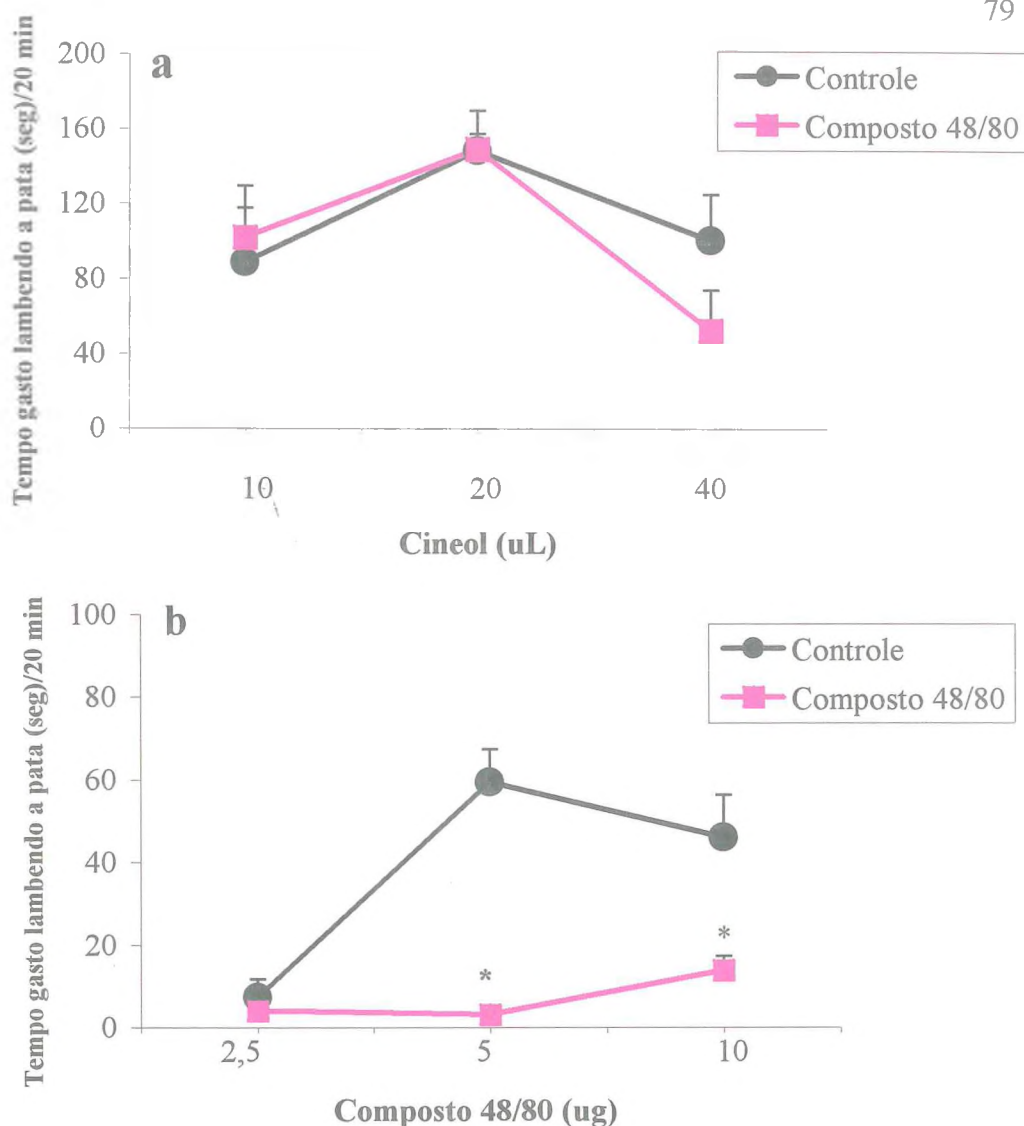 79
a
Tempo gasto lambendo a pata (seg)/20 min
200
160
120
80
40
0
Controle
Composto 48/80
10
20
40
Cineol (uL)
b
Tempo gasto lambendo a pata (seg)/20 min
100
80
60
40
20
0
Controle
Composto 48/80
*
*
2,5
5
10
Composto 48/80 (ug)